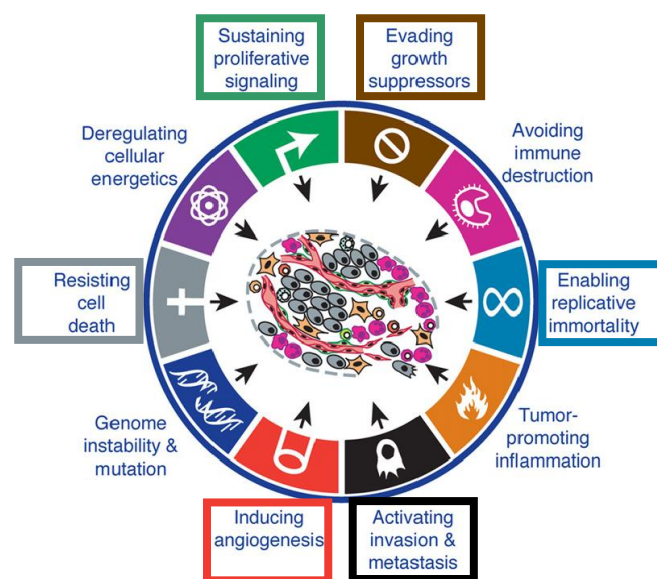 Sustaining
proliferative
signaling
Evading
growth
suppressors
Deregulating
cellular
energetics
Avoiding
immune
destruction
Resisting
cell
death
Enabling
replicative
immortality
Genome
instability &
mutation
Tumor-
promoting
inflammation
Inducing
angiogenesis
Activating
invasion &
metastasis